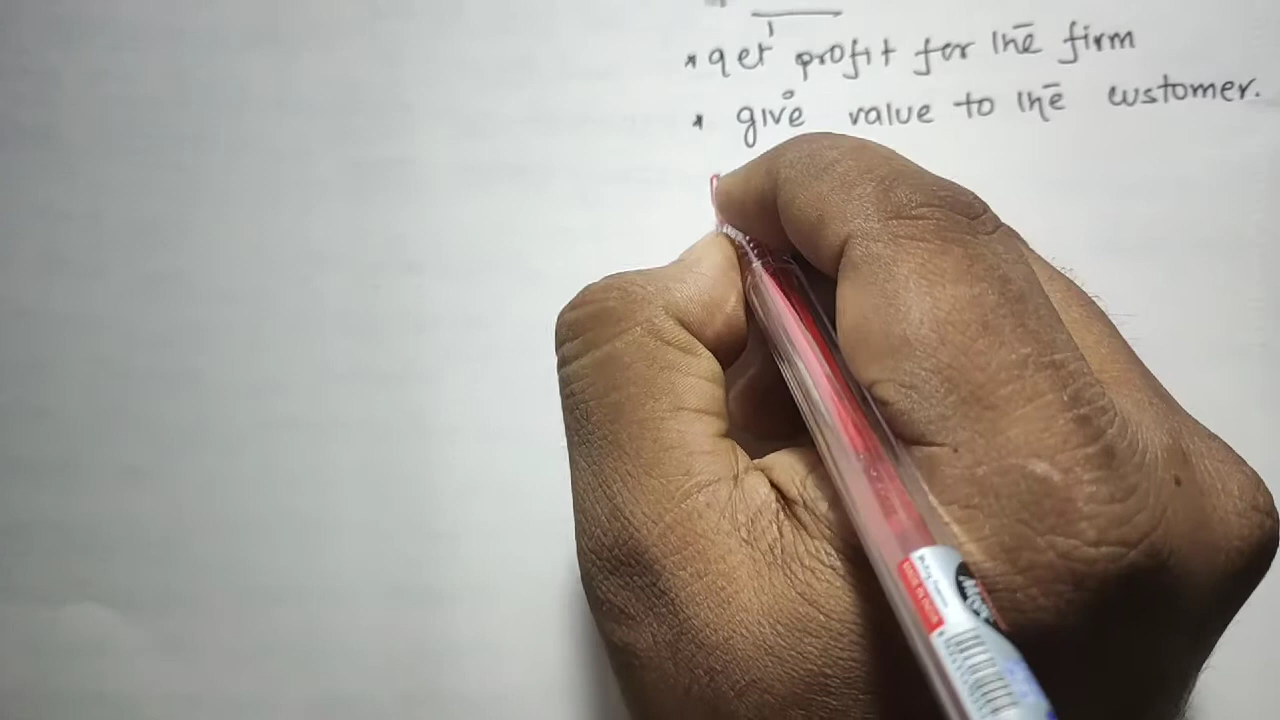 * get profit for the firm
* give value to the customer.